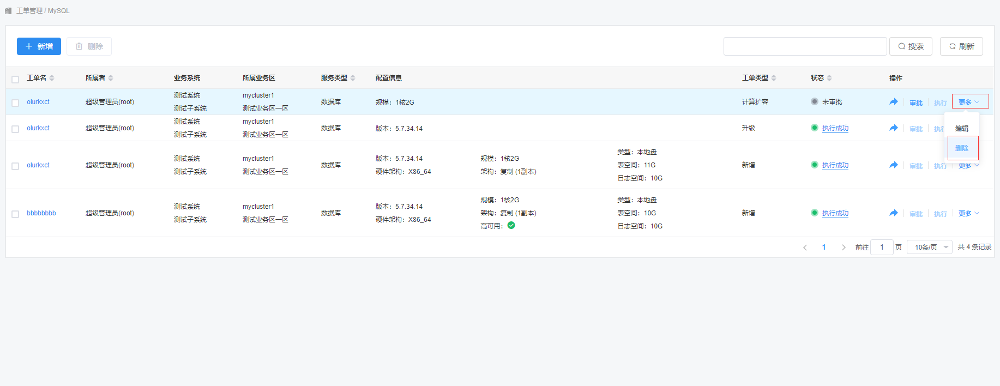 工单管理 / MySQL
新增 删除 搜索 刷新
工单名 所属者 业务系统 所属业务区 服务类型 配置信息 工单类型 状态 操作
olurkxct 超级管理员(root) 测试系统 mycluster1 数据库 规模：1核2G 计算扩容 未审批 审批 执行 更多
测试子系统 测试业务区一区
olurkxct 超级管理员(root) 测试系统 mycluster1 数据库 版本：5.7.34.14 升级 执行成功 审批 执行
测试子系统 测试业务区一区
编辑
删除
olurkxct 超级管理员(root) 测试系统 mycluster1 数据库 版本：5.7.34.14 规模：1核2G 类型：本地盘 新增 执行成功 审批 执行 更多
测试子系统 测试业务区一区 硬件架构：X86_64 架构：复制 (1副本) 表空间：11G
日志空间：10G
bbbbbbbb 超级管理员(root) 测试系统 mycluster1 数据库 版本：5.7.34.14 规模：1核2G 类型：本地盘 新增 执行成功 审批 执行 更多
测试子系统 测试业务区一区 硬件架构：X86_64 架构：复制 (1副本) 表空间：10G
高可用： 日志空间：10G
1 前往 1 页 10条/页 共 4 条记录